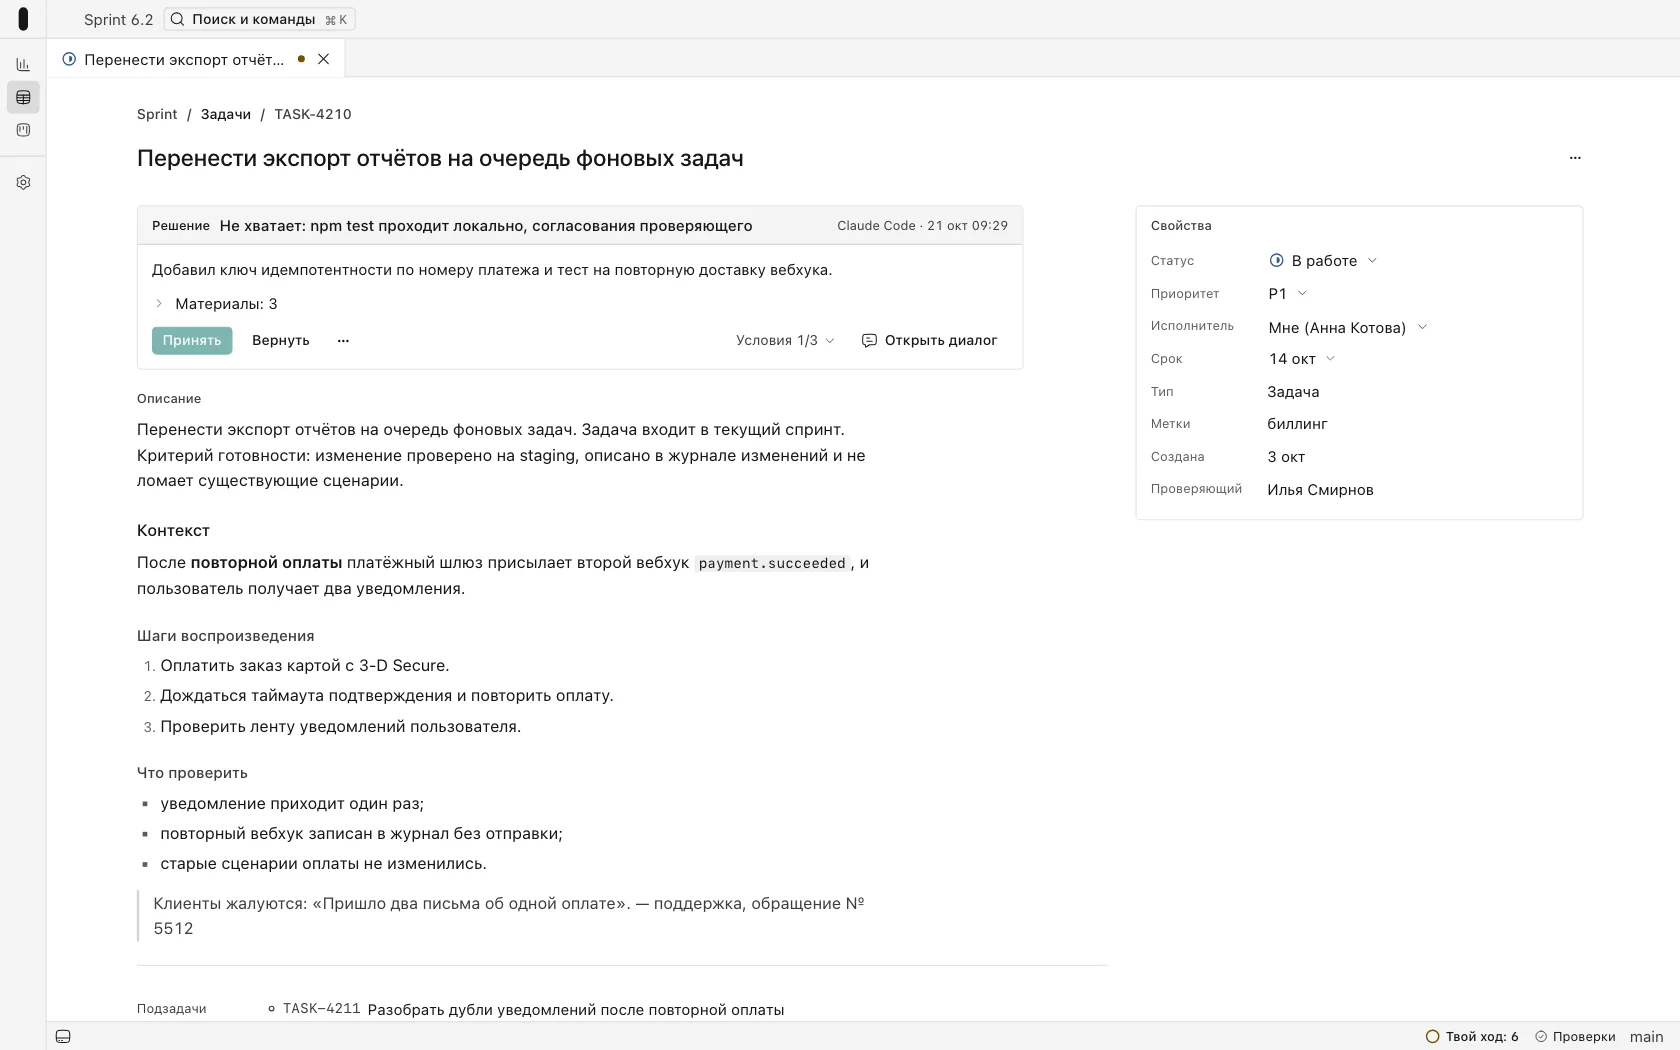 Sprint 6.2
Поиск и команды ⌘ K
Перенести экспорт отчёт...
Sprint / Задачи / TASK-4210
Перенести экспорт отчётов на очередь фоновых задач
Решение Не хватает: npm test проходит локально, согласования проверяющего
Claude Code · 21 окт 09:29
Добавил ключ идемпотентности по номеру платежа и тест на повторную доставку вебхука.
Материалы: 3
Принять
Вернуть
Условия 1/3
Открыть диалог
Описание
Перенести экспорт отчётов на очередь фоновых задач. Задача входит в текущий спринт.
Критерий готовности: изменение проверено на staging, описано в журнале изменений и не
ломает существующие сценарии.
Контекст
После повторной оплаты платёжный шлюз присылает второй вебхук payment.succeeded, и
пользователь получает два уведомления.
Шаги воспроизведения
1. Оплатить заказ картой с 3-D Secure.
2. Дождаться таймаута подтверждения и повторить оплату.
3. Проверить ленту уведомлений пользователя.
Что проверить
уведомление приходит один раз;
повторный вебхук записан в журнал без отправки;
старые сценарии оплаты не изменились.
Клиенты жалуются: «Пришло два письма об одной оплате». — поддержка, обращение №
5512
Подзадачи
TASK-4211 Разобрать дубли уведомлений после повторной оплаты
Свойства
Статус В работе
Приоритет P1
Исполнитель Мне (Анна Котова)
Срок 14 окт
Тип Задача
Метки биллинг
Создана 3 окт
Проверяющий Илья Смирнов
Твой ход: 6
Проверки
main